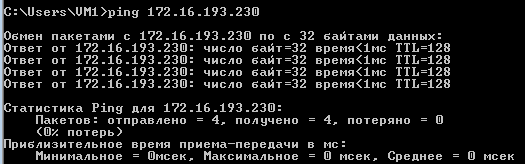 C:\Users\VM1>ping 172.16.193.230
Обмен пакетами с 172.16.193.230 по с 32 байтами данных:
Ответ от 172.16.193.230: число байт=32 время<1мс TTL=128
Ответ от 172.16.193.230: число байт=32 время<1мс TTL=128
Ответ от 172.16.193.230: число байт=32 время<1мс TTL=128
Ответ от 172.16.193.230: число байт=32 время<1мс TTL=128
Статистика Ping для 172.16.193.230:
Пакетов: отправлено = 4, получено = 4, потеряно = 0
(0% потерь)
Приблизительное время приема-передачи в мс:
Минимальное = 0мсек, Максимальное = 0 мсек, Среднее = 0 мсек